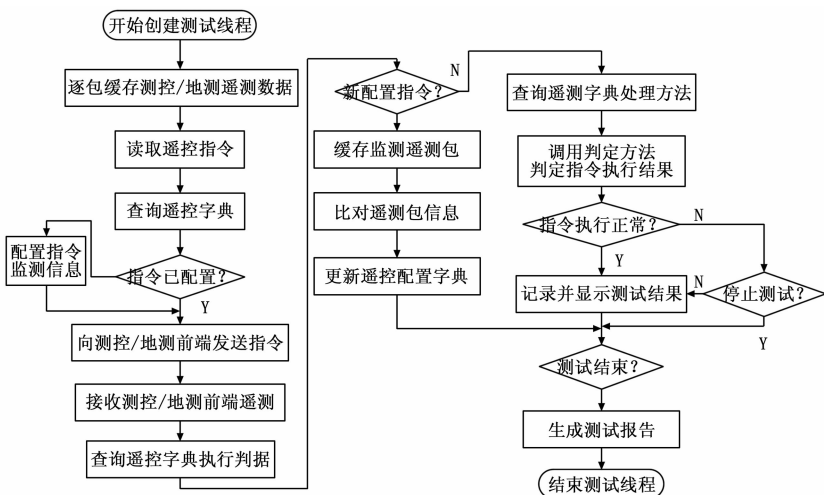 开始创建测试线程
逐包缓存测控/地测遥测数据
读取遥控指令
查询遥控字典
配置指令
监测信息
指令已配置?
Y
向测控/地测前端发送指令
接收测控/地测前端遥测
查询遥控字典执行判据
新配置指令?
N
缓存监测遥测包
比对遥测包信息
更新遥控配置字典
查询遥测字典处理方法
调用判定方法
判定指令执行结果
指令执行正常?
N
Y
记录并显示测试结果
N
停止测试?
Y
测试结束?
生成测试报告
结束测试线程